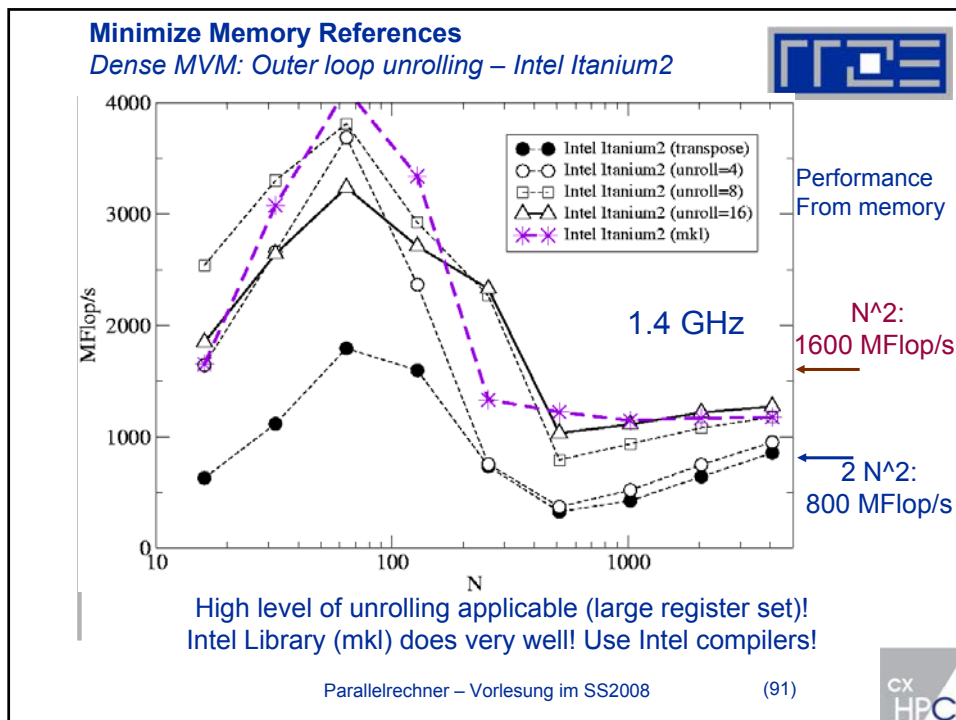 Minimize Memory References
Dense MVM: Outer loop unrolling – Intel Itanium2
4000
3000
2000
1000
0
MFlop/s
10
100
1000
N
Intel Itanium2 (transpose)
Intel Itanium2 (unroll=4)
Intel Itanium2 (unroll=8)
Intel Itanium2 (unroll=16)
Intel Itanium2 (mkl)
1.4 GHz
Performance
From memory
N^2:
1600 MFlop/s
2 N^2:
800 MFlop/s
High level of unrolling applicable (large register set)!
Intel Library (mkl) does very well! Use Intel compilers!
Parallelrechner – Vorlesung im SS2008
(91)
CX
HPC